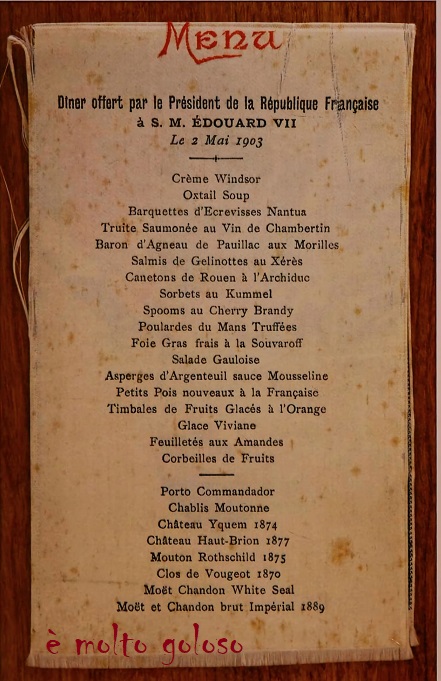 Menu
Dîner offert par le Président de la République Française
à S. M. ÉDOUARD VII
Le 2 Mai 1903
Crème Windsor
Oxtail Soup
Barquettes d'Ecrevisses Nantua
Truite Saumonée au Vin de Chambertin
Baron d'Agneau de Pauillac aux Morilles
Salmis de Gelinottes au Xérès
Canetons de Rouen à l'Archiduc
Sorbets au Kummel
Spooms au Cherry Brandy
Poulardes du Mans Truffées
Foie Gras frais à la Souvaroff
Salade Gauloise
Asperges d'Argenteuil sauce Mousseline
Petits Pois nouveaux à la Française
Timbales de Fruits Glacés à l'Orange
Glace Viviane
Feuilletés aux Amandes
Corbeilles de Fruits
Porto Commandador
Chablis Moutonne
Château Yquem 1874
Château Haut-Brion 1877
Mouton Rothschild 1875
Clos de Vougeot 1870
Moët Chandon White Seal
Moët et Chandon brut Impérial 1889
è molto goloso